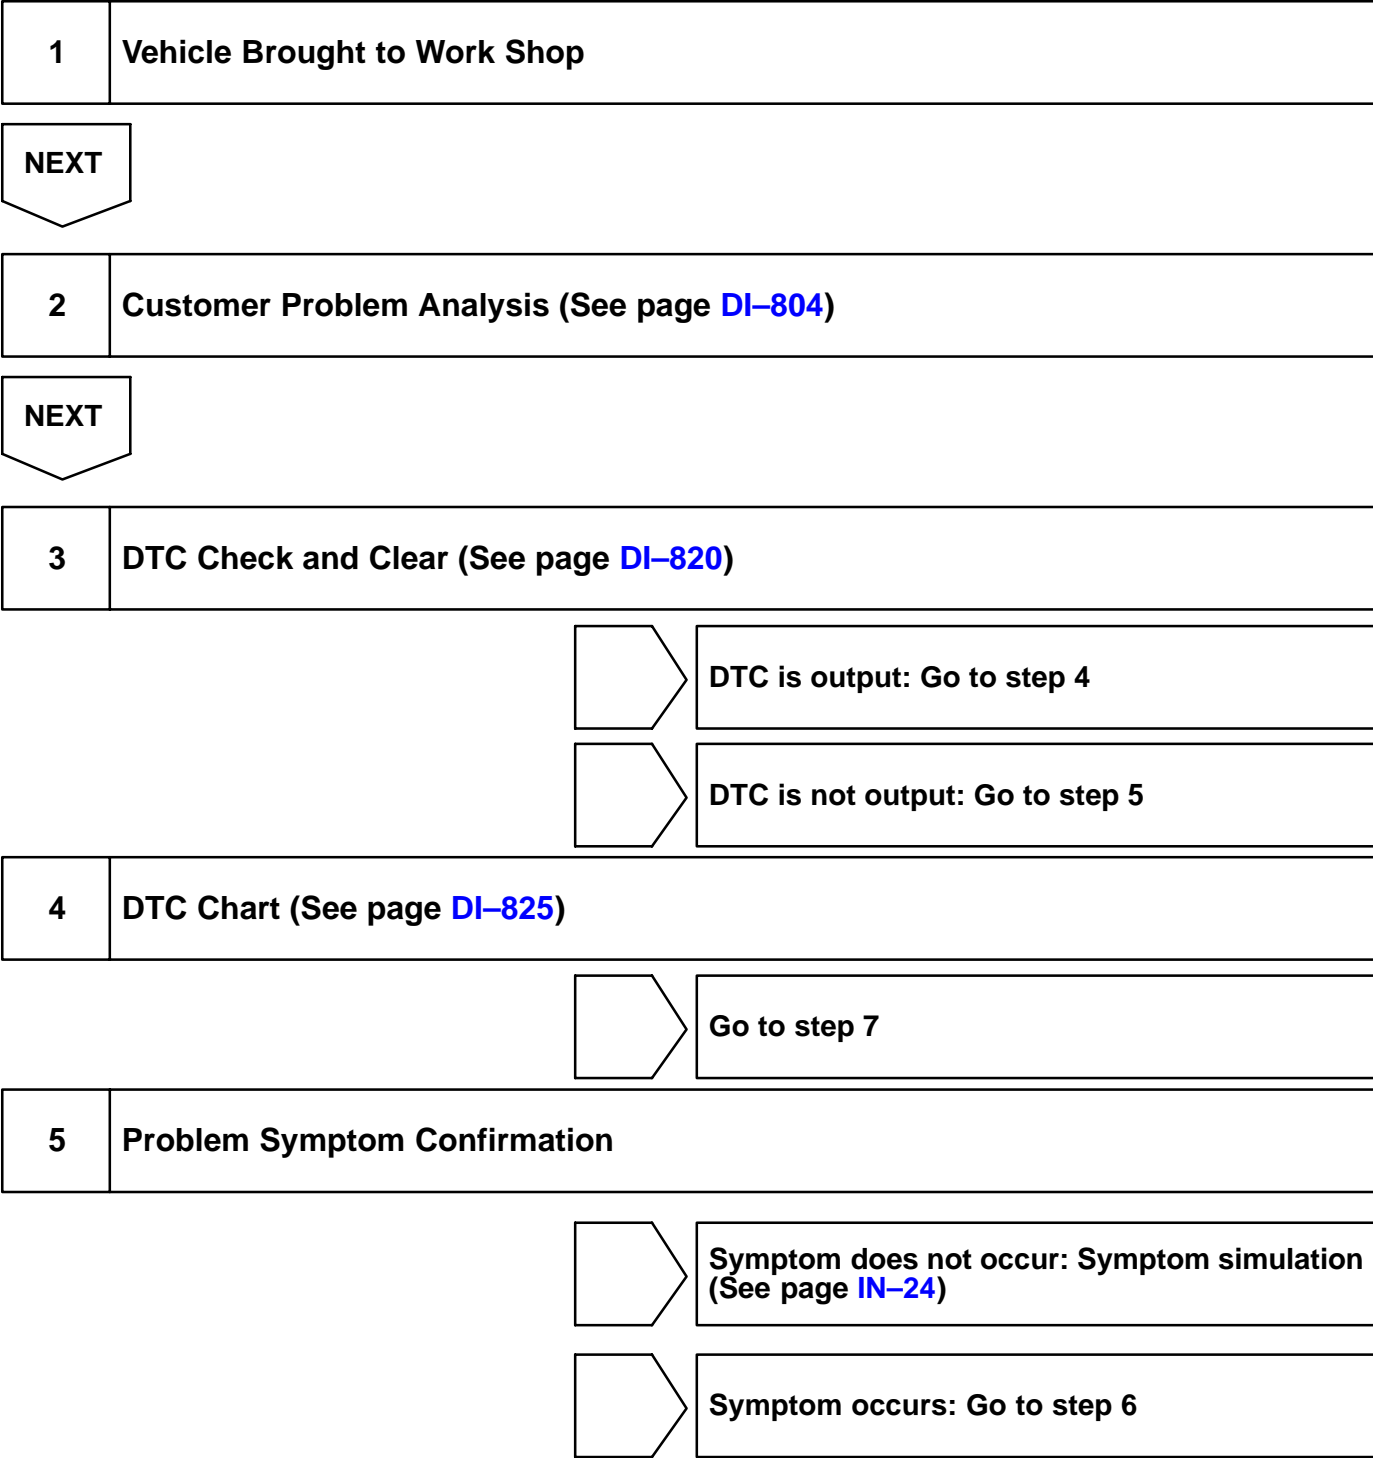 1 Vehicle Brought to Work Shop
NEXT
2 Customer Problem Analysis (See page DI–804)
NEXT
3 DTC Check and Clear (See page DI–820)
DTC is output: Go to step 4
DTC is not output: Go to step 5
4 DTC Chart (See page DI–825)
Go to step 7
5 Problem Symptom Confirmation
Symptom does not occur: Symptom simulation
(See page IN–24)
Symptom occurs: Go to step 6